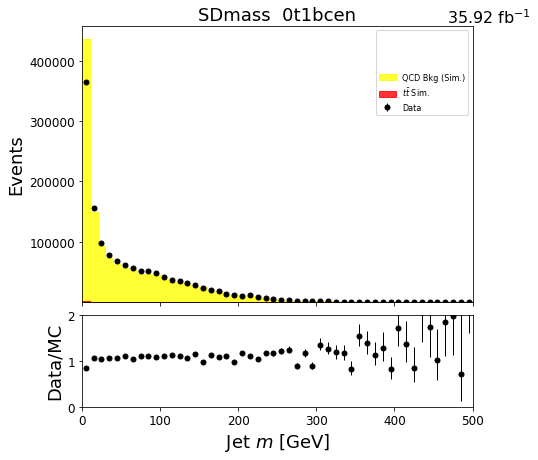 SDmass 0t1bcen
35.92 fb⁻¹
400000
300000
200000
100000
Events
QCD Bkg (Sim.)
tt̄ Sim.
Data
2
1
0
Data/MC
0 100 200 300 400 500
Jet m [GeV]